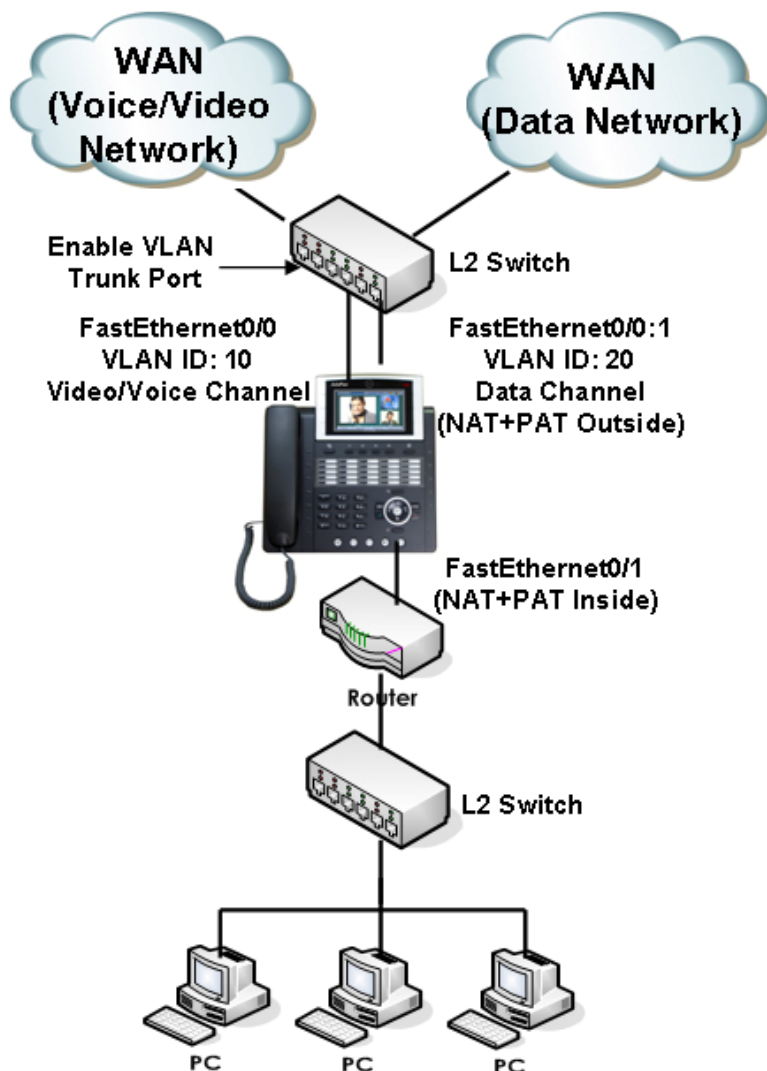 WAN
(Voice/Video
Network)
WAN
(Data Network)
Enable VLAN
Trunk Port
L2 Switch
FastEthernet0/0
VLAN ID: 10
Video/Voice Channel
FastEthernet0/0:1
VLAN ID: 20
Data Channel
(NAT+PAT Outside)
FastEthernet0/1
(NAT+PAT Inside)
Router
L2 Switch
PC
PC
PC